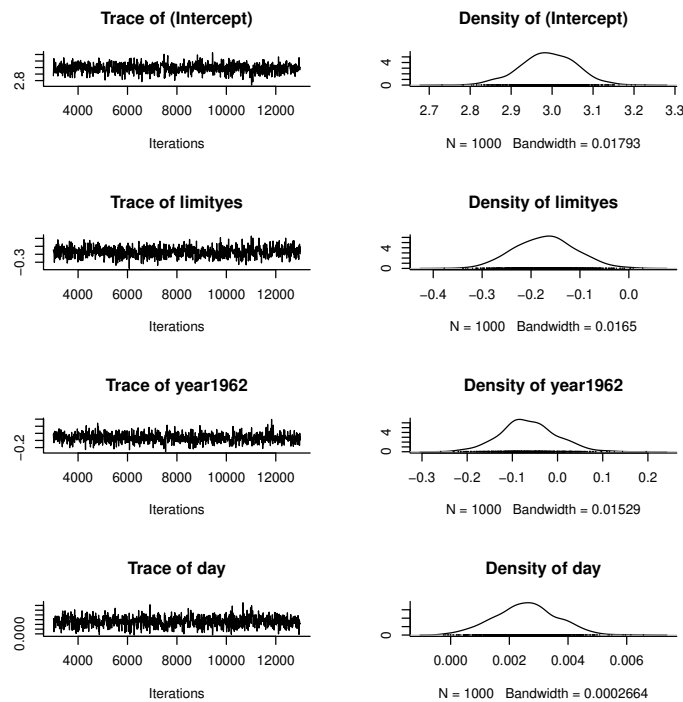 Trace of (Intercept)
2.8
4000 6000 8000 10000 12000
Iterations
Density of (Intercept)
0 4
2.7 2.8 2.9 3.0 3.1 3.2 3.3
N = 1000 Bandwidth = 0.01793
Trace of limityes
−0.3
4000 6000 8000 10000 12000
Iterations
Density of limityes
0 4
−0.4 −0.3 −0.2 −0.1 0.0
N = 1000 Bandwidth = 0.0165
Trace of year1962
−0.2
4000 6000 8000 10000 12000
Iterations
Density of year1962
0 4
−0.3 −0.2 −0.1 0.0 0.1 0.2
N = 1000 Bandwidth = 0.01529
Trace of day
0.000
4000 6000 8000 10000 12000
Iterations
Density of day
0
0.000 0.002 0.004 0.006
N = 1000 Bandwidth = 0.0002664